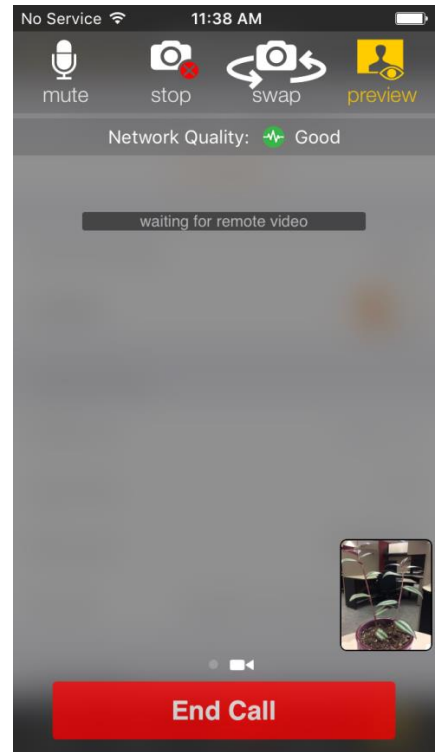 No Service 11:38 AM
mute stop swap preview
Network Quality: Good
waiting for remote video
End Call